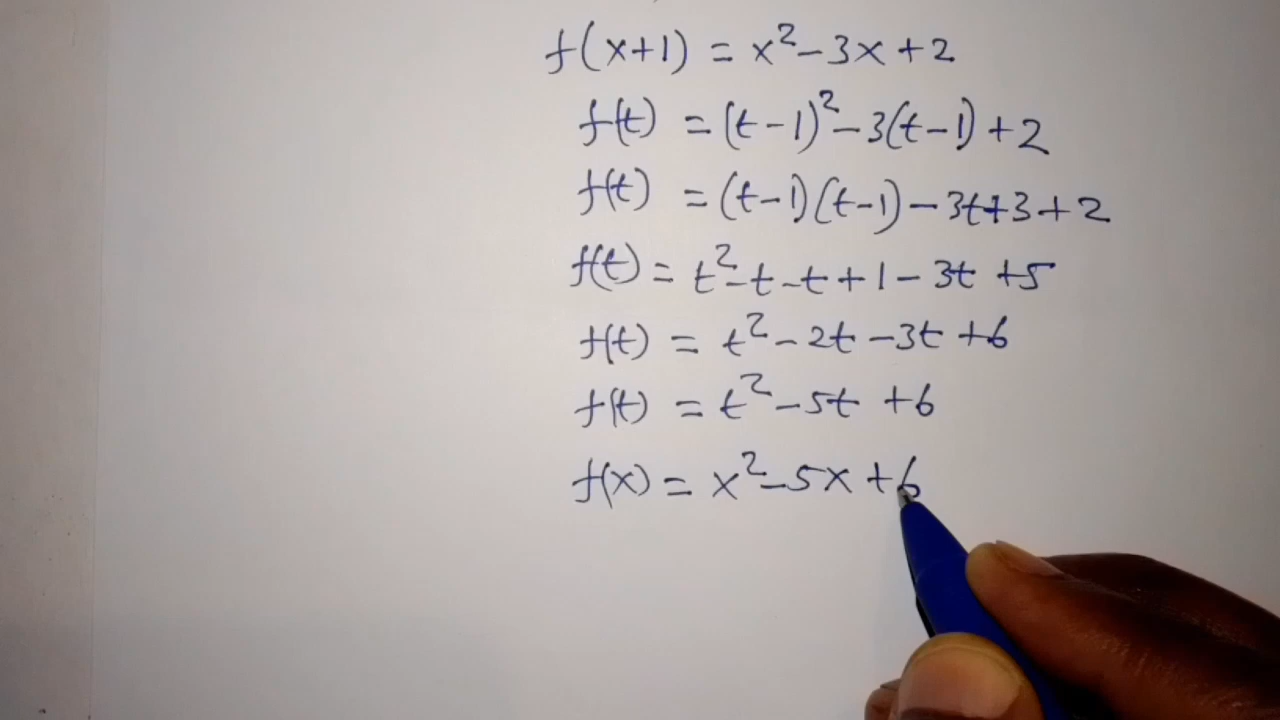 f(x+1) = x² - 3x + 2
f(t) = (t-1)² - 3(t-1) + 2
f(t) = (t-1)(t-1) - 3t+3 + 2
f(t) = t² - t - t + 1 - 3t + 5
f(t) = t² - 2t - 3t + 6
f(t) = t² - 5t + 6
f(x) = x² - 5x + 6